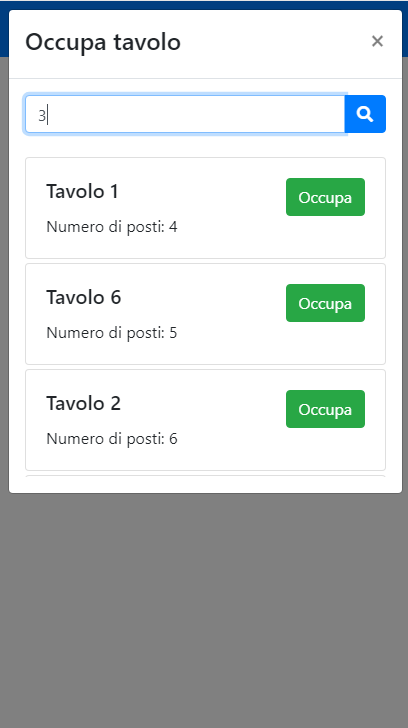 Occupa tavolo
×
3
Tavolo 1
Occupa
Numero di posti: 4
Tavolo 6
Occupa
Numero di posti: 5
Tavolo 2
Occupa
Numero di posti: 6